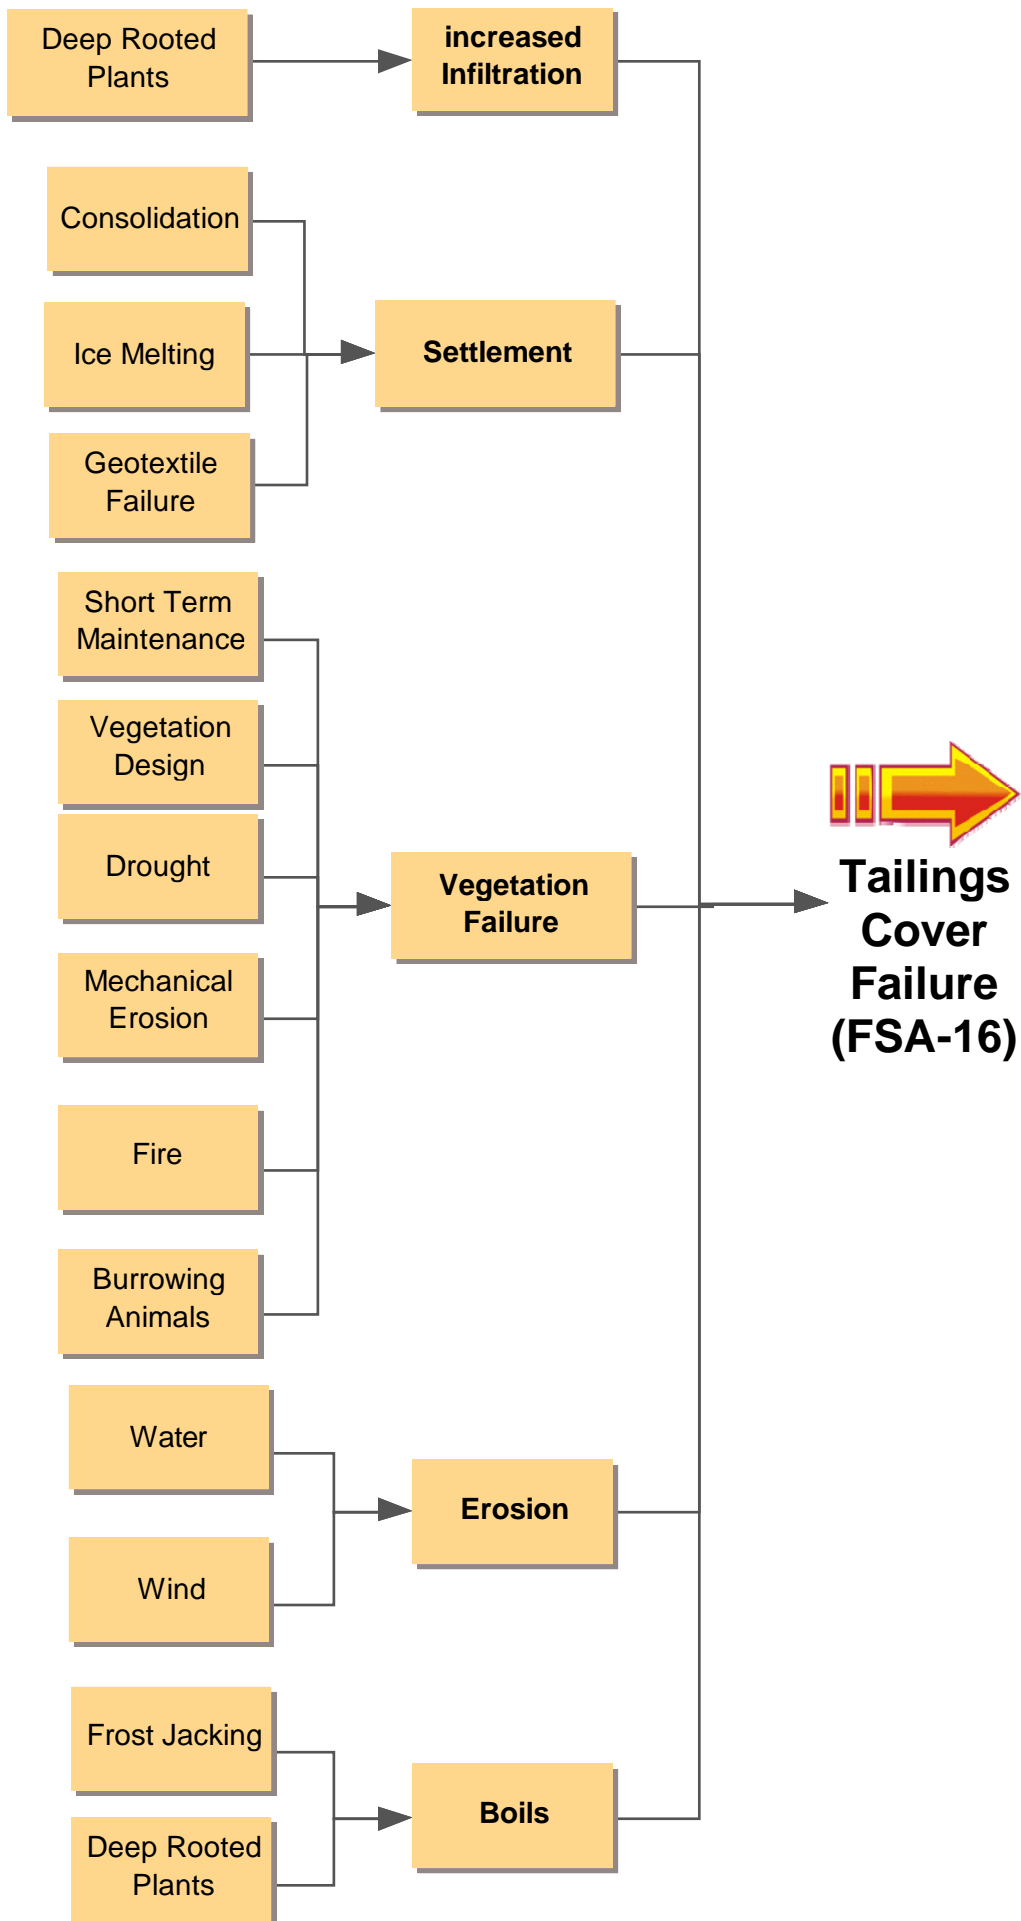 Deep Rooted
Plants
increased
Infiltration
Consolidation
Ice Melting
Settlement
Geotextile
Failure
Short Term
Maintenance
Vegetation
Design
Drought
Vegetation
Failure
Mechanical
Erosion
Fire
Burrowing
Animals
Tailings
Cover
Failure
(FSA-16)
Water
Erosion
Wind
Frost Jacking
Boils
Deep Rooted
Plants